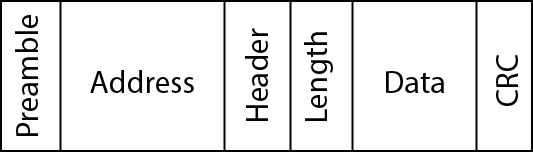 Preamble
Address
Header
Length
Data
CRC